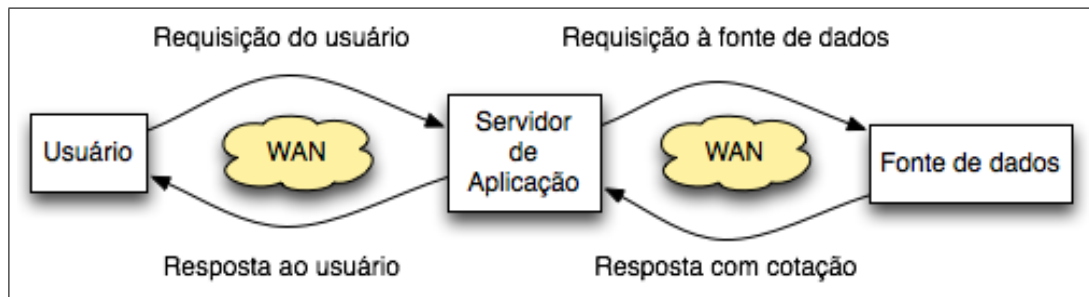 Requisição do usuário
Requisição à fonte de dados
Usuário
WAN
Servidor
de
Aplicação
WAN
Fonte de dados
Resposta ao usuário
Resposta com cotação